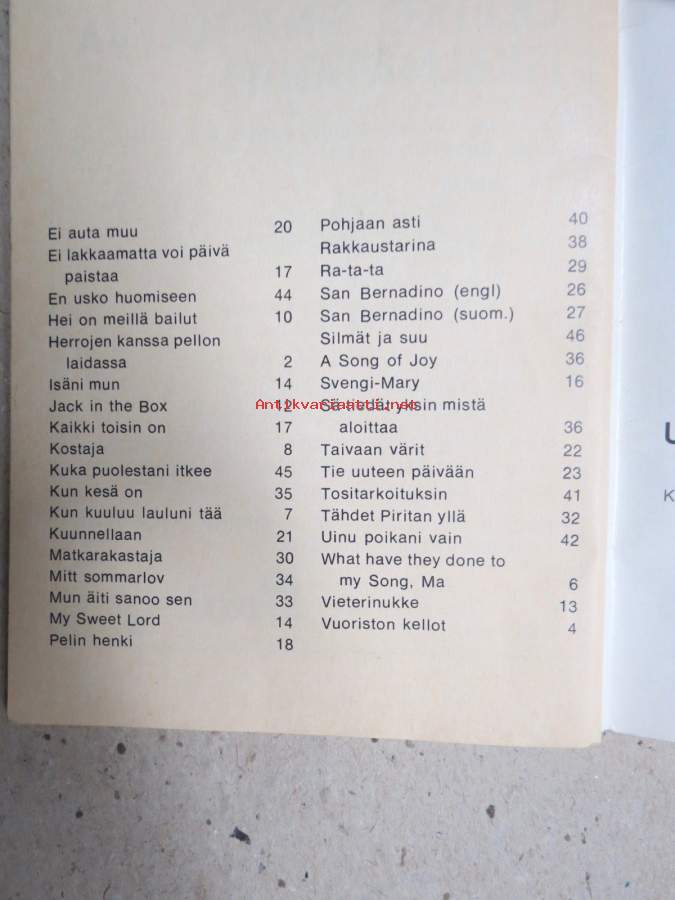 Ei auta muu 20
Ei lakkaamatta voi päivä
paistaa 17
En usko huomiseen 44
Hei on meillä bailut 10
Herrojen kanssa pellon
laidassa 2
Isäni mun 14
Jack in the Box 12
Kaikki toisin on 17
Kostaja 8
Kuka puolestani itkee 45
Kun kesä on 35
Kun kuuluu lauluni tää 7
Kuunnellaan 21
Matkarakastaja 30
Mitt sommarlov 34
Mun äiti sanoo sen 33
My Sweet Lord 14
Pelin henki 18
Pohjaan asti 40
Rakkaustarina 38
Ra-ta-ta 29
San Bernadino (engl) 26
San Bernadino (suom.) 27
Silmät ja suu 46
A Song of Joy 36
Svengi-Mary 16
mistä
aloittaa 36
Taivaan värit 22
Tie uuteen päivään 23
Tositarkoituksin 41
Tähdet Piritan yllä 32
Uinu poikani vain 42
What have they done to
my Song, Ma 6
Vieterinukke 13
Vuoriston kellot 4
U
K